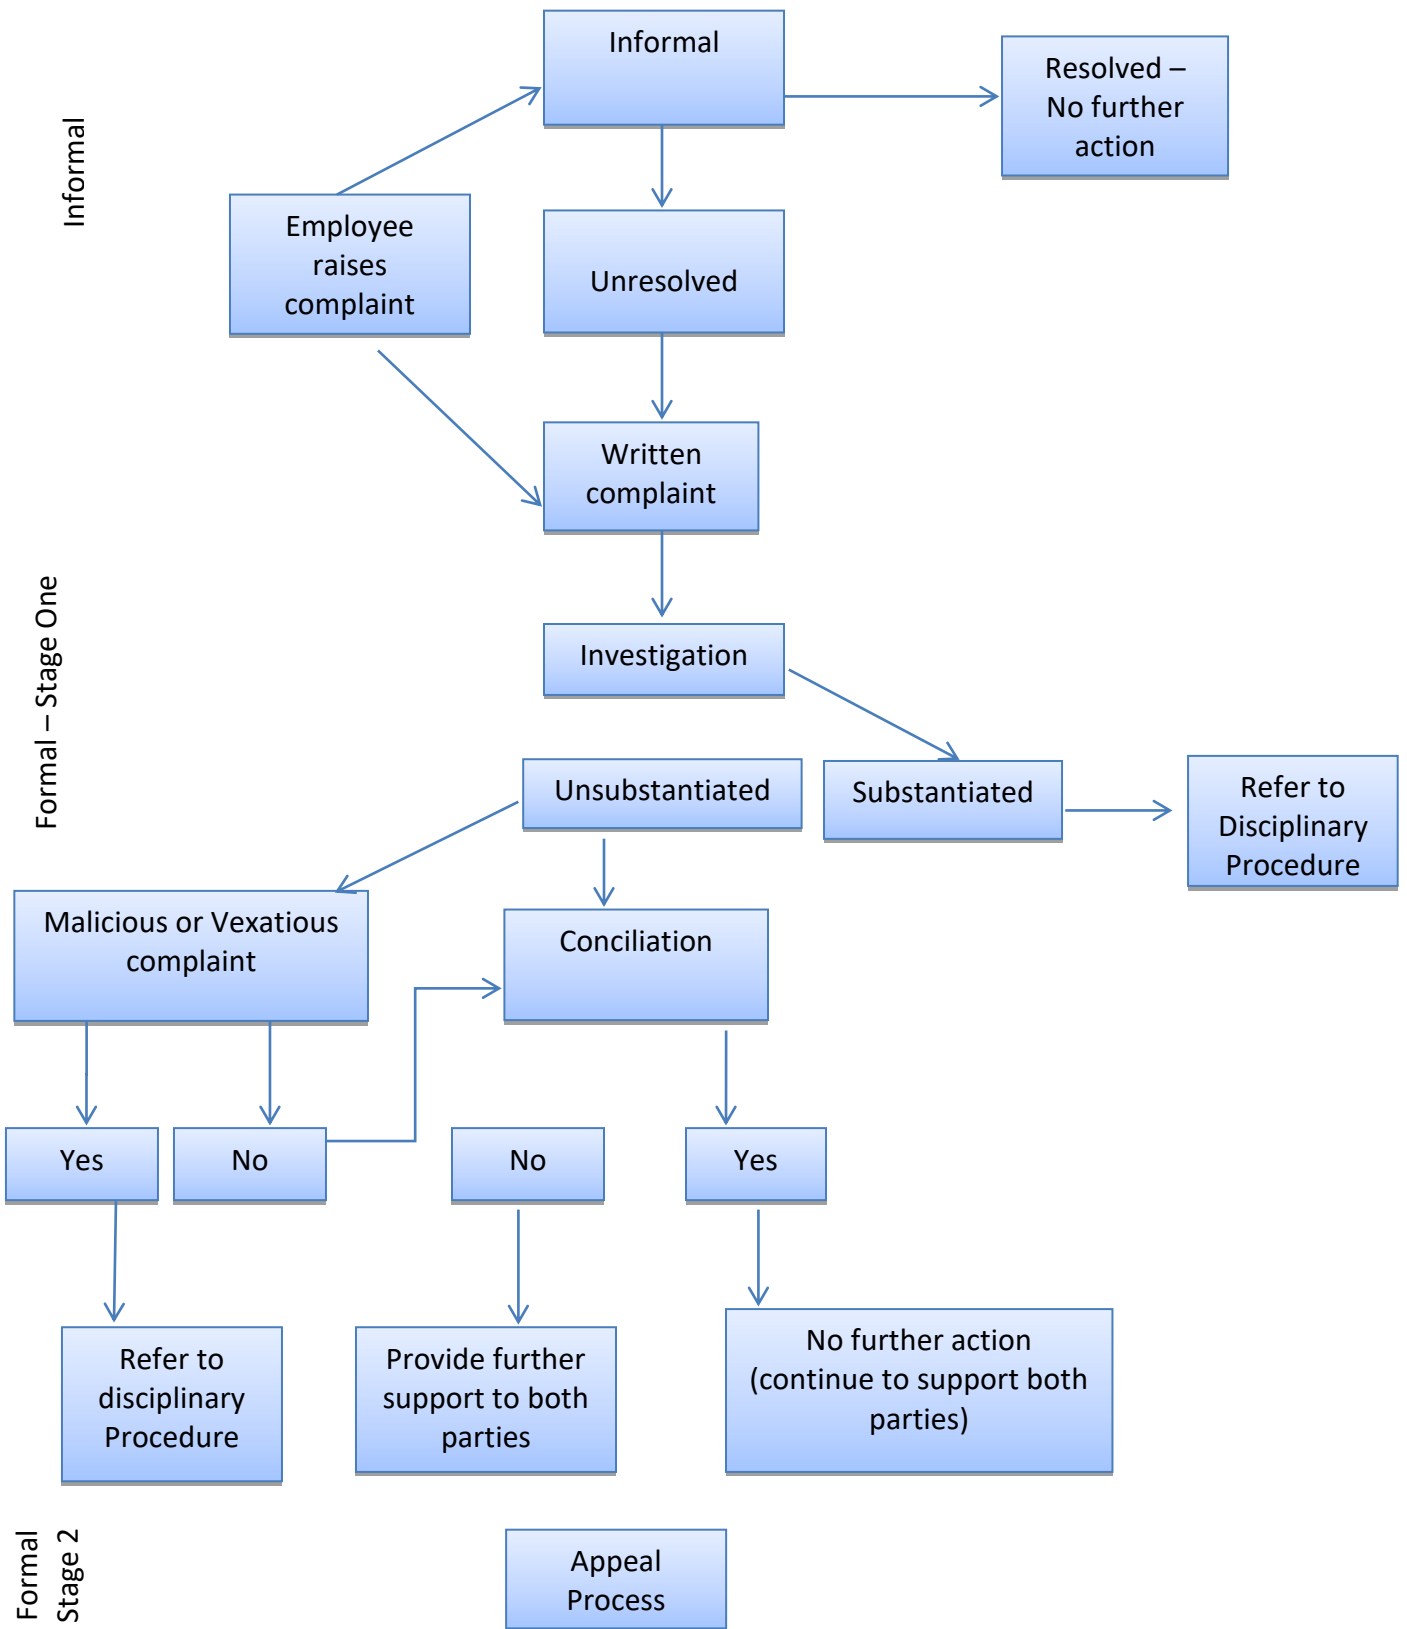 Informal
Informal
Resolved –
No further
action
Employee
raises
complaint
Unresolved
Written
complaint
Formal – Stage One
Investigation
Unsubstantiated
Substantiated
Refer to
Disciplinary
Procedure
Malicious or Vexatious
complaint
Conciliation
Yes
No
No
Yes
Refer to
disciplinary
Procedure
Provide further
support to both
parties
No further action
(continue to support both
parties)
Formal
Stage 2
Appeal
Process